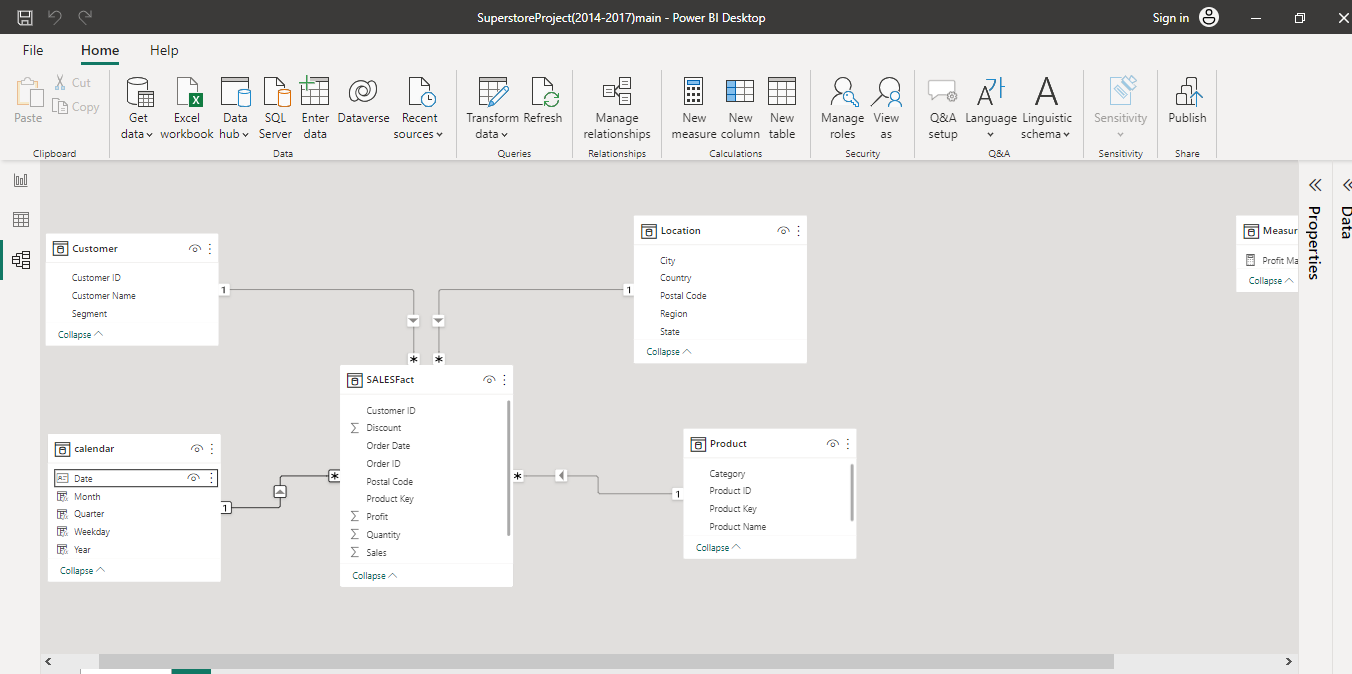 SuperstoreProject(2014-2017)main - Power BI Desktop
Sign in
File Home Help
Paste
Cut
Copy
Clipboard
Get data
Excel workbook
Data hub
SQL Server
Enter data
Dataverse
Recent sources
Data
Transform data
Refresh
Queries
Manage relationships
Relationships
New measure
New column
New table
Calculations
Manage roles
View as
Security
Q&A setup
Language
Linguistic schema
Q&A
Sensitivity
Sensitivity
Publish
Share
Customer
Customer ID
Customer Name
Segment
Collapse
1
*
Location
City
Country
Postal Code
Region
State
Collapse
1
*
Measur
Profit Ma
Collapse
Properties
Data
SALESFact
Customer ID
Discount
Order Date
Order ID
Postal Code
Product Key
Profit
Quantity
Sales
Collapse
calendar
Date
Month
Quarter
Weekday
Year
Collapse
1
*
Product
Category
Product ID
Product Key
Product Name
Collapse
*
1